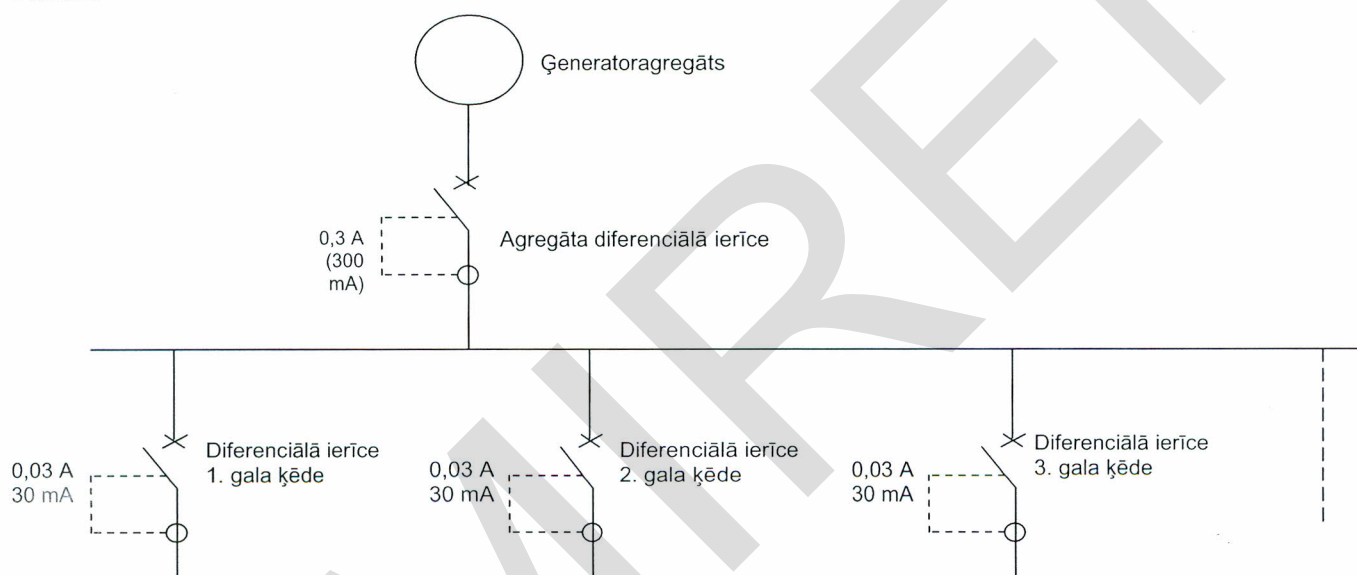 Ģeneratoragregāts
0,3 A
(300
mA)
Agregāta diferenciālā ierīce
Diferenciālā ierīce
1. gala ķēde
0,03 A
30 mA
Diferenciālā ierīce
2. gala ķēde
0,03 A
30 mA
Diferenciālā ierīce
3. gala ķēde
0,03 A
30 mA